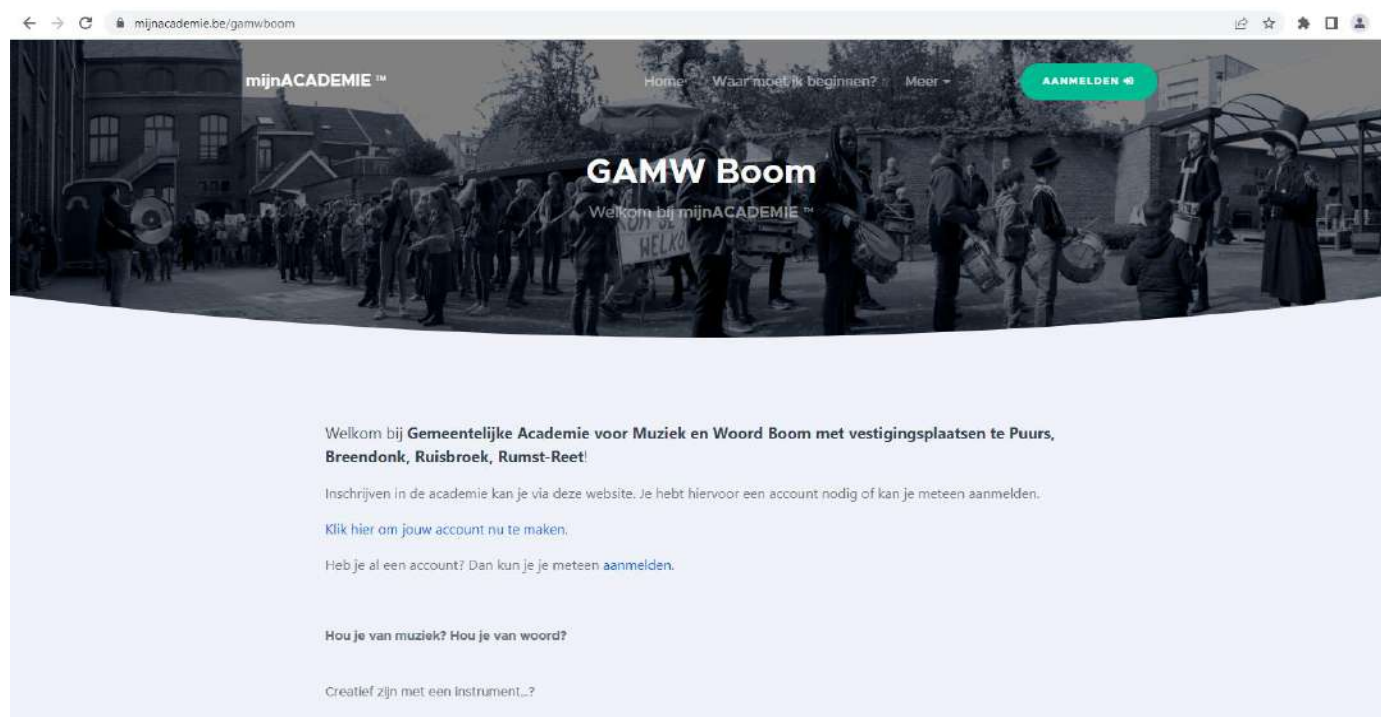 mijnacademie.be/gamwboom
mijnACADEMIE ™
Home
Waar moet ik beginnen?
Meer
AANMELDEN
GAMW Boom
Welkom bij mijnACADEMIE ™
KOM JE
WELKO
Welkom bij Gemeentelijke Academie voor Muziek en Woord Boom met vestigingsplaatsen te Puurs,
Breendonk, Ruisbroek, Rumst-Reet!
Inschrijven in de academie kan je via deze website. Je hebt hiervoor een account nodig of kan je meteen aanmelden.
Klik hier om jouw account nu te maken.
Heb je al een account? Dan kun je je meteen aanmelden.
Hou je van muziek? Hou je van woord?
Creatief zijn met een instrument..?